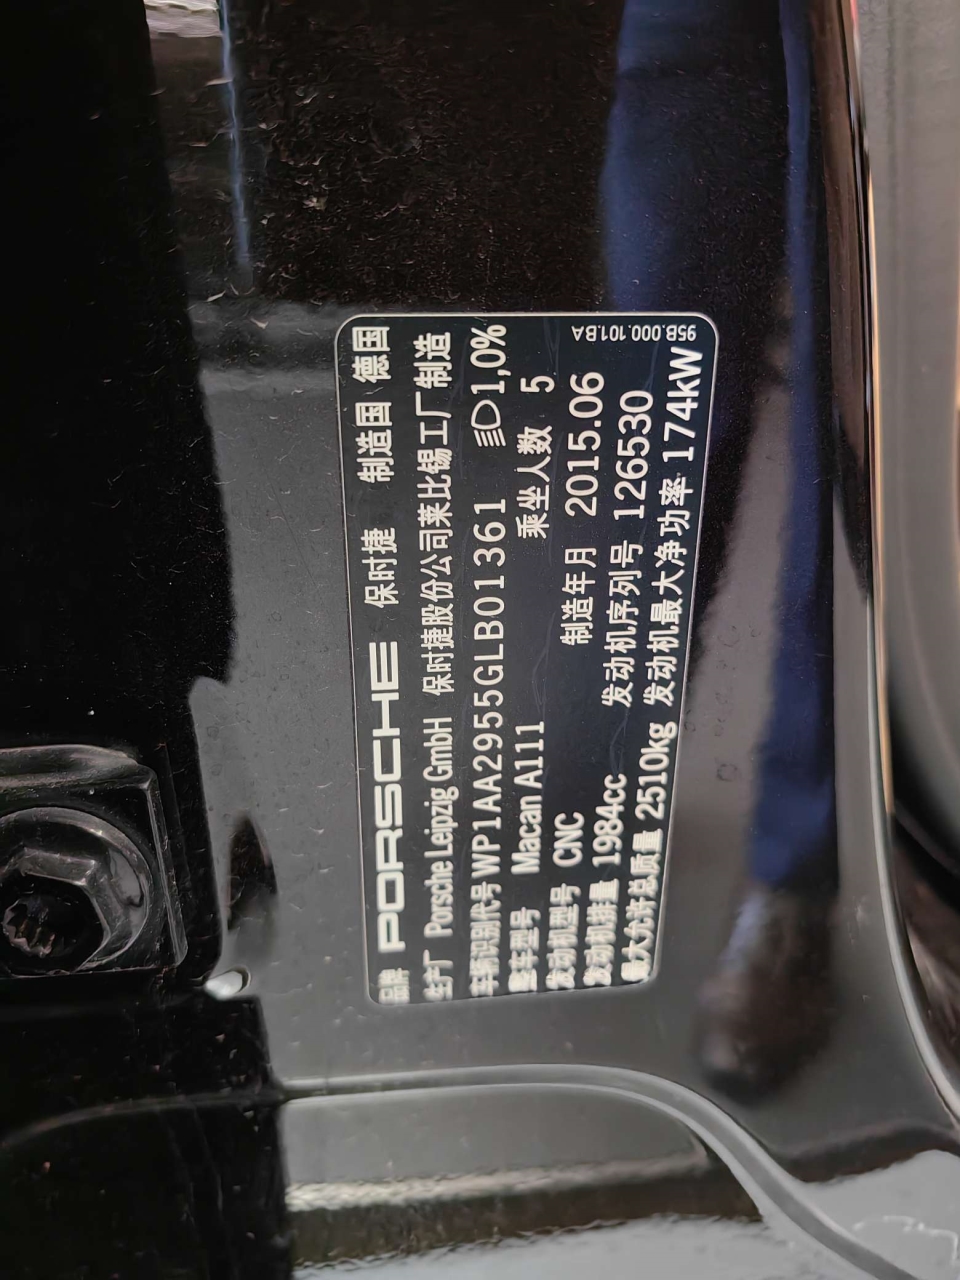 品牌 PORSCHE 保时捷 制造国 德国
生产厂 Porsche Leipzig GmbH 保时捷股份公司莱比锡工厂制造
车辆识别代号 WP1AA2955GLB01361 1,0%
整车型号 Macan A111 乘坐人数 5
发动机型号 CNC 制造年月 2015.06
发动机排量 1984cc 发动机序列号 126530
最大允许总质量 2510kg 发动机最大净功率 174kW
95B.000.101.BA